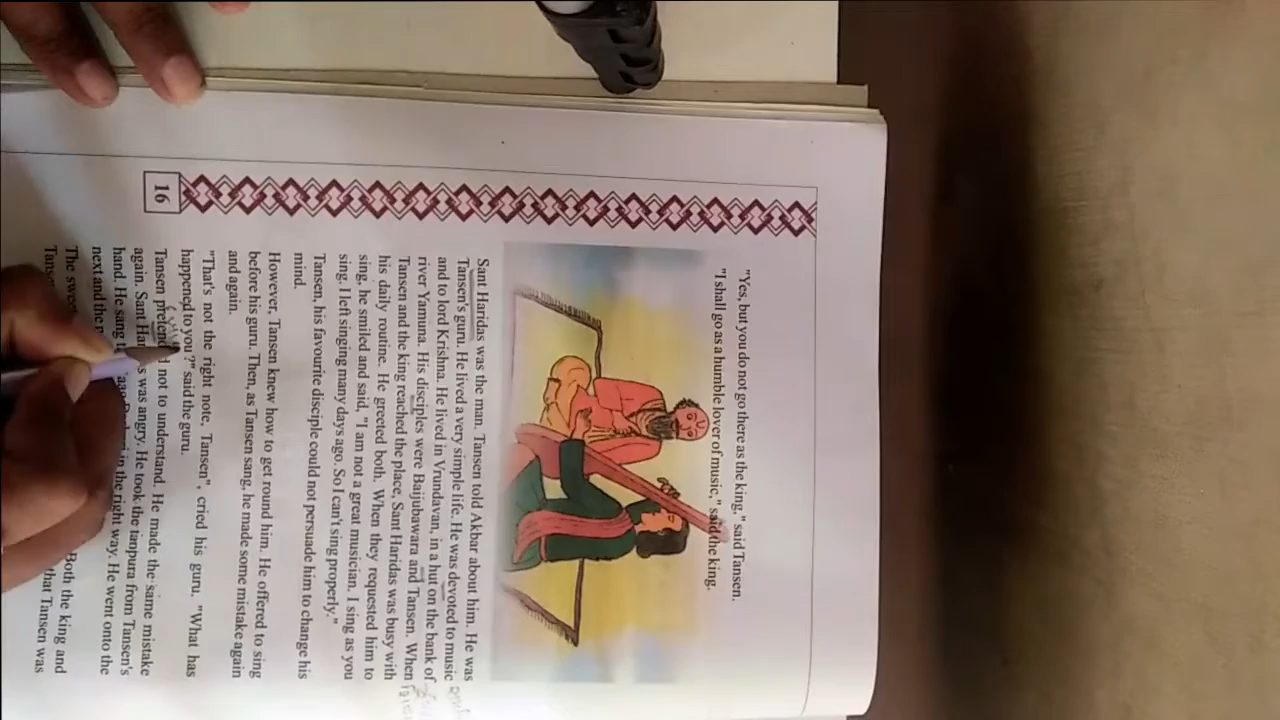 "Yes, but you do not go there as the king," said Tansen.
"I shall go as a humble lover of music," said the king.
Sant Haridas was the man. Tansen told Akbar about him. He was
Tansen's guru. He lived a very simple life. He was devoted to music
and to lord Krishna. He lived in Vrundavan, in a hut on the bank of
river Yamuna. His disciples were Baijubawara and Tansen. When
Tansen and the king reached the place, Sant Haridas was busy with
his daily routine. He greeted both. When they requested him to
sing, he smiled and said, "I am not a great musician. I sing as you
sing. I left singing many days ago. So I can't sing properly."
Tansen, his favourite disciple could not persuade him to change his
mind.
However, Tansen knew how to get round him. He offered to sing
before his guru. Then, as Tansen sang, he made some mistake again
and again.
"That's not the right note, Tansen", cried his guru. "What has
happened to you?" said the guru.
Tansen pretended not to understand. He made the same mistake
again. Sant was angry. He took the tanpura from Tansen's
hand. He sang in the right way. He went onto the
next and the
The Both the king and
that Tansen was
16